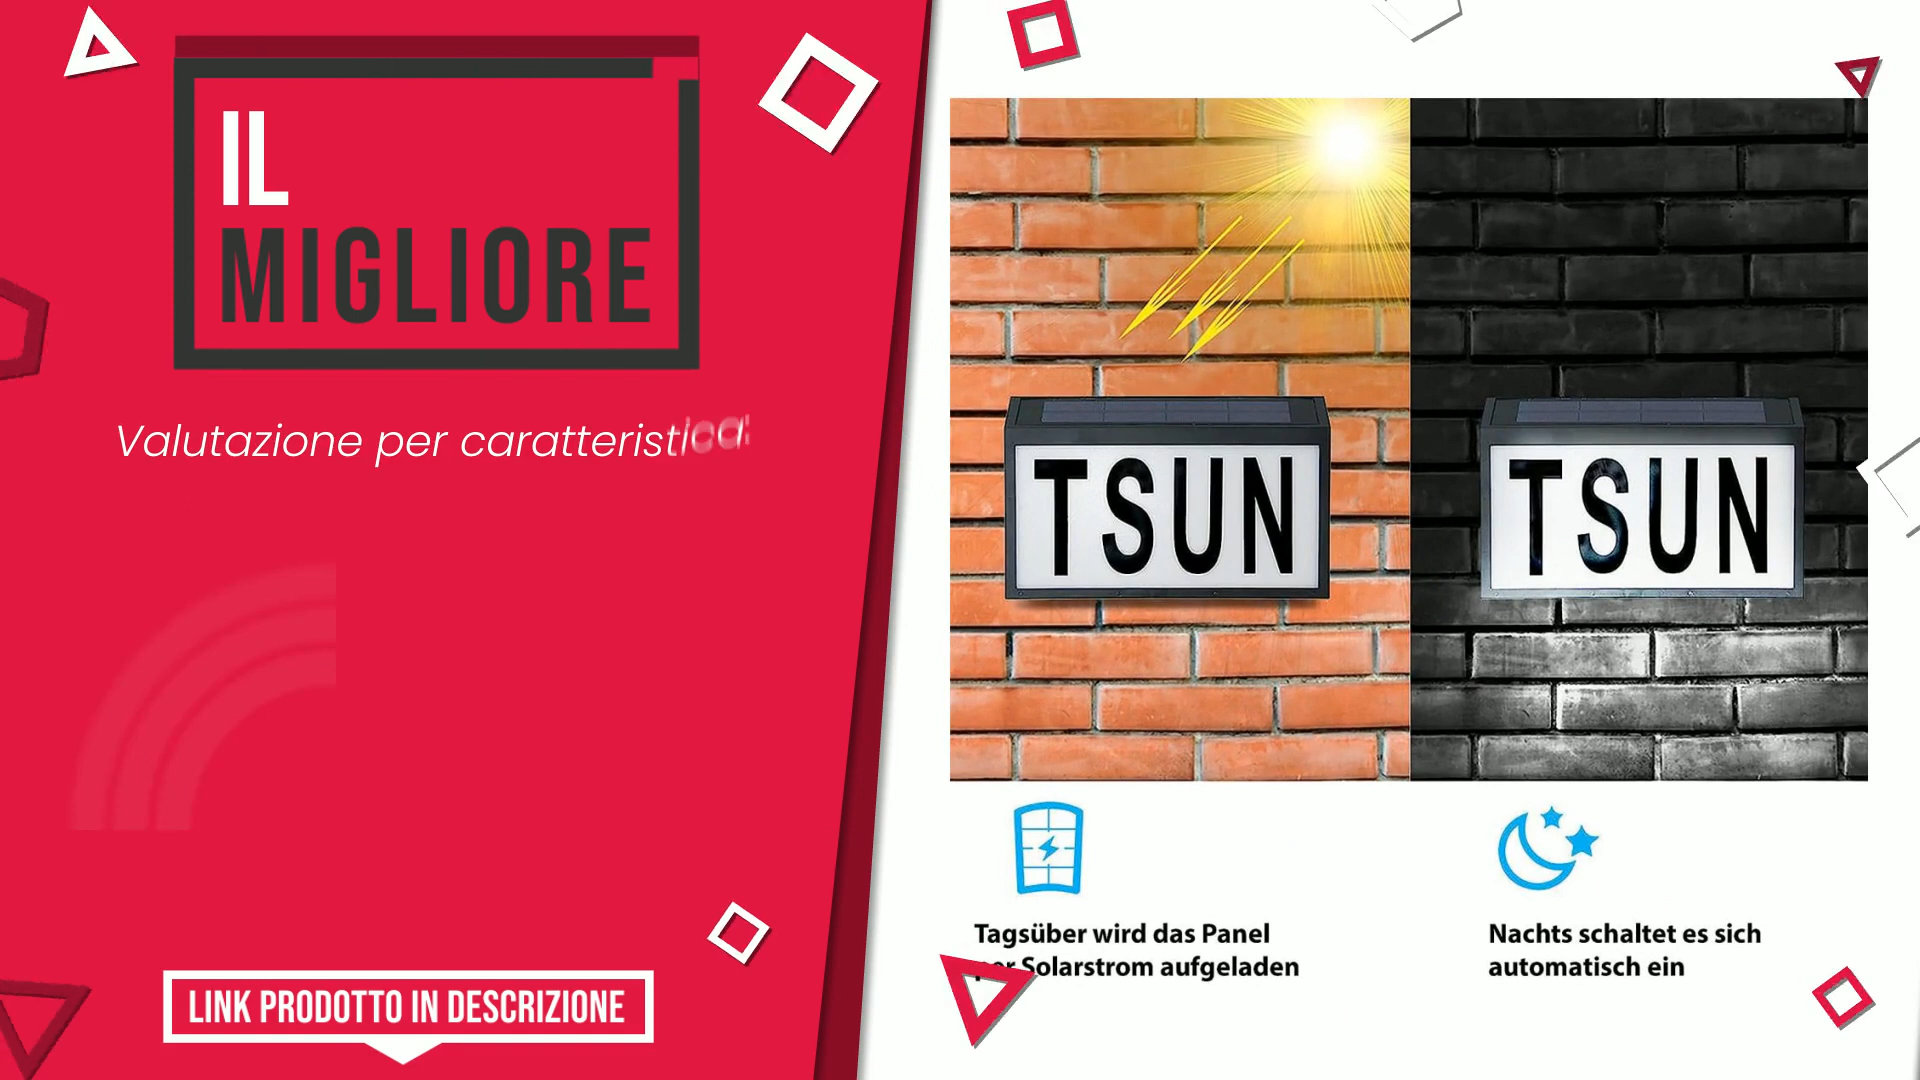 IL
MIGLIORE
Valutazione per caratteristica:
LINK PRODOTTO IN DESCRIZIONE
TSUN
TSUN
Tagsüber wird das Panel
per Solarstrom aufgeladen
Nachts schaltet es sich
automatisch ein